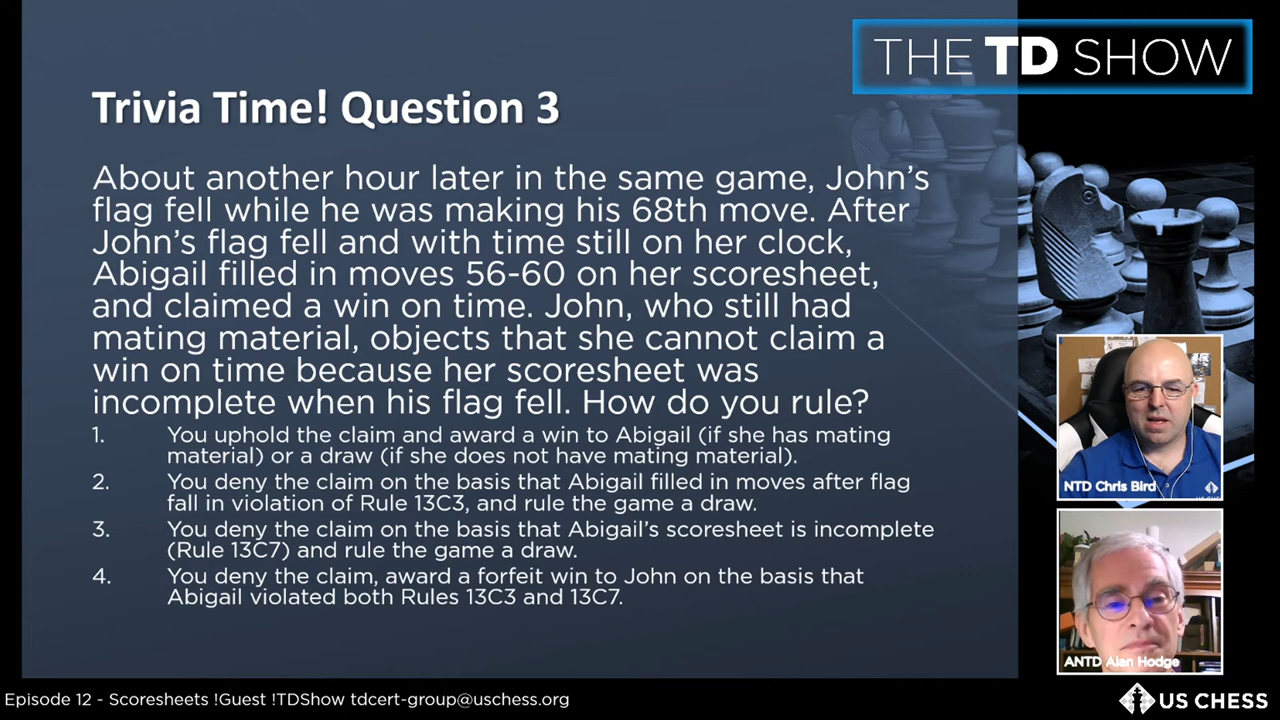 THE TD SHOW
Trivia Time! Question 3
About another hour later in the same game, John's
flag fell while he was making his 68th move. After
John's flag fell and with time still on her clock,
Abigail filled in moves 56-60 on her scoresheet,
and claimed a win on time. John, who still had
mating material, objects that she cannot claim a
win on time because her scoresheet was
incomplete when his flag fell. How do you rule?
1. You uphold the claim and award a win to Abigail (if she has mating
material) or a draw (if she does not have mating material).
2. You deny the claim on the basis that Abigail filled in moves after flag
fall in violation of Rule 13C3, and rule the game a draw.
3. You deny the claim on the basis that Abigail's scoresheet is incomplete
(Rule 13C7) and rule the game a draw.
4. You deny the claim, award a forfeit win to John on the basis that
Abigail violated both Rules 13C3 and 13C7.
NTD Chris Bird
US CH
ANTD Alan Hodge
Episode 12 - Scoresheets !Guest !TDShow tdcert-group@uschess.org
US CHESS